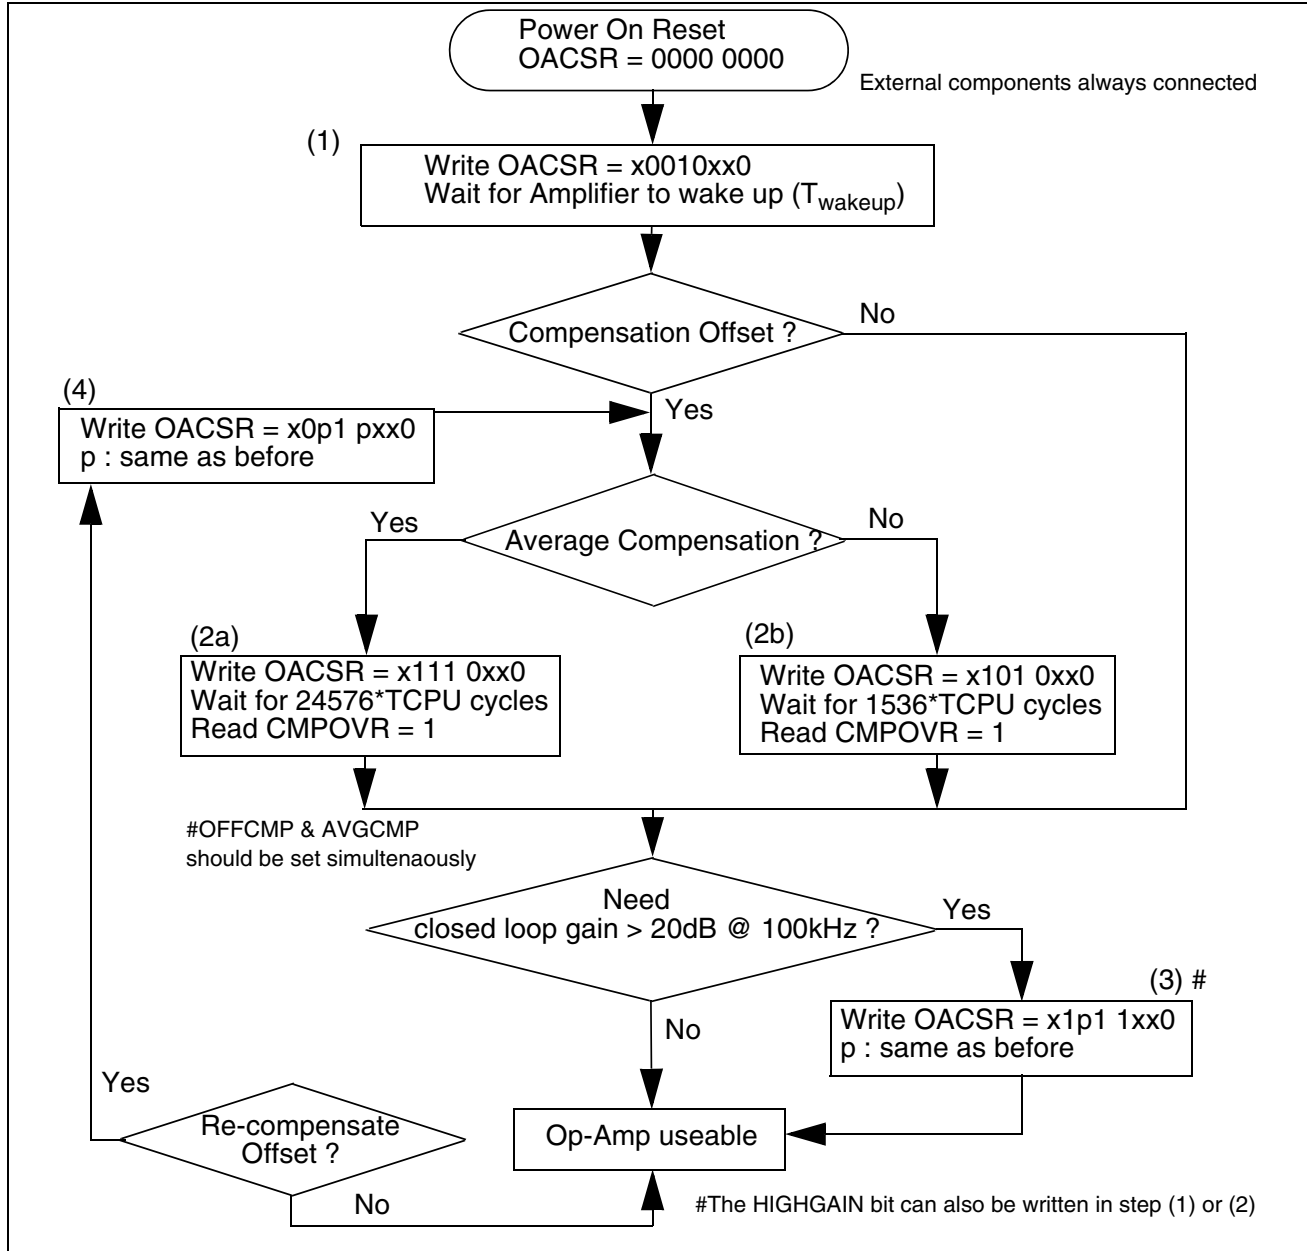 Power On Reset
OACSR = 0000 0000
External components always connected
(1)
Write OACSR = x0010xx0
Wait for Amplifier to wake up (Twakeup)
Compensation Offset ?
No
Yes
(4)
Write OACSR = x0p1 pxx0
p : same as before
Average Compensation ?
Yes
No
(2a)
Write OACSR = x111 0xx0
Wait for 24576*TCPU cycles
Read CMPOVR = 1
(2b)
Write OACSR = x101 0xx0
Wait for 1536*TCPU cycles
Read CMPOVR = 1
#OFFCMP & AVGCMP
should be set simultenaously
Need
closed loop gain > 20dB @ 100kHz ?
Yes
No
(3) #
Write OACSR = x1p1 1xx0
p : same as before
Op-Amp useable
Yes
Re-compensate
Offset ?
No
#The HIGHGAIN bit can also be written in step (1) or (2)